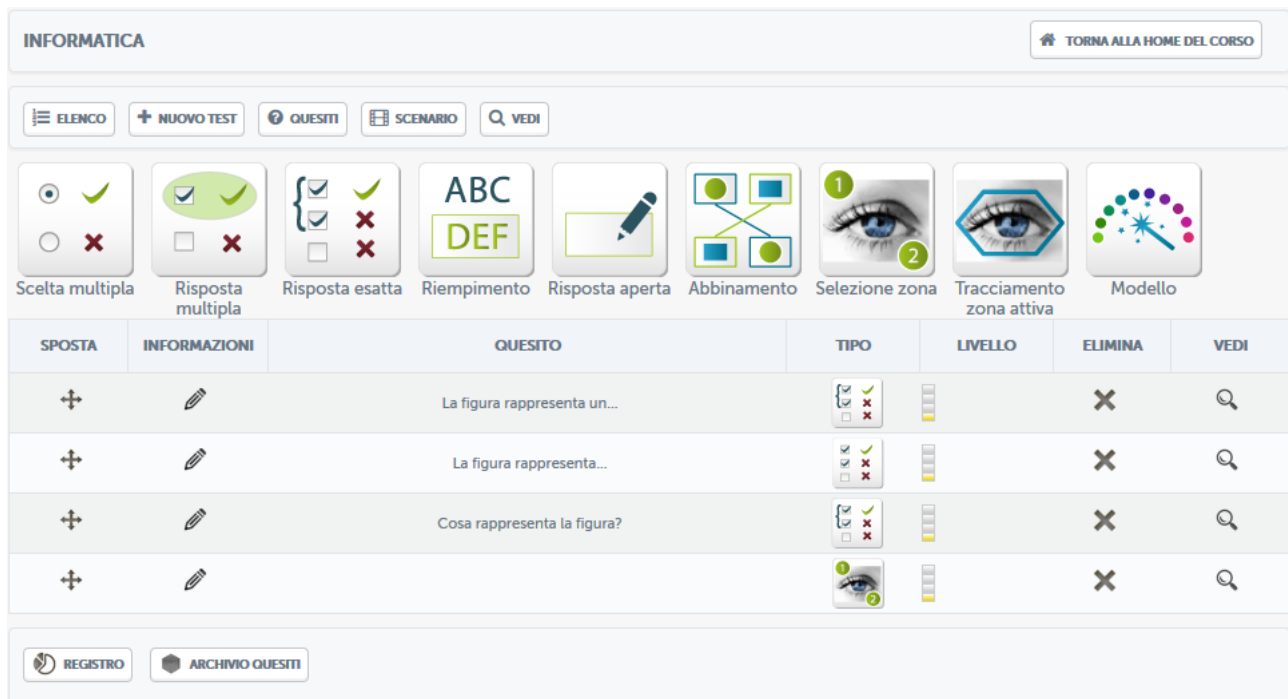 INFORMATICA
TORNA ALLA HOME DEL CORSO
ELENCO
NUOVO TEST
QUESITI
SCENARIO
VEDI
ABC
DEF
1
2
Scelta multipla
Risposta multipla
Risposta esatta
Riempimento
Risposta aperta
Abbinamento
Selezione zona
Tracciamento zona attiva
Modello
SPOSTA INFORMAZIONI QUESITO TIPO LIVELLO ELIMINA VEDI
La figura rappresenta un...
La figura rappresenta...
Cosa rappresenta la figura?
1
2
REGISTRO
ARCHIVIO QUESITI